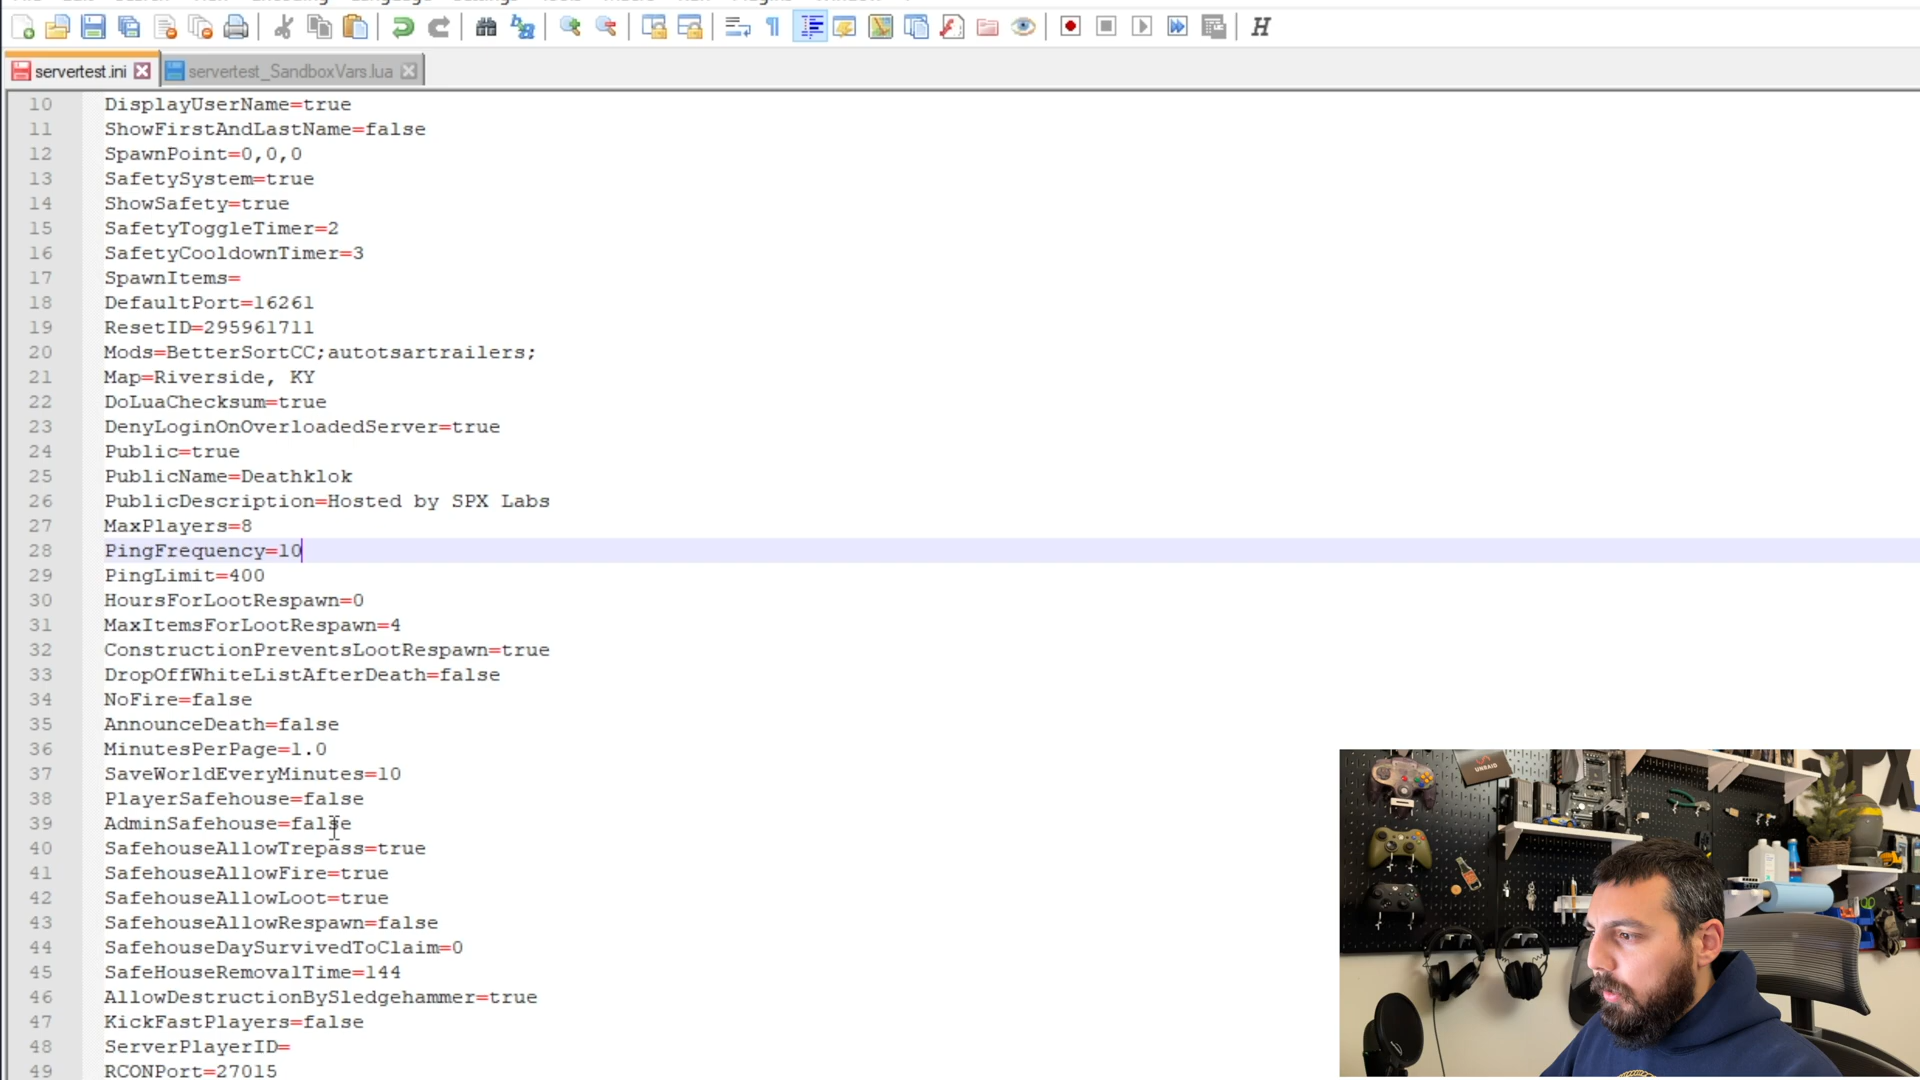 servertest.ini
servertest_SandboxVars.lua
10 DisplayUserName=true
11 ShowFirstAndLastName=false
12 SpawnPoint=0,0,0
13 SafetySystem=true
14 ShowSafety=true
15 SafetyToggleTimer=2
16 SafetyCooldownTimer=3
17 SpawnItems=
18 DefaultPort=16261
19 ResetID=295961711
20 Mods=BetterSortCC;autotsartrailers;
21 Map=Riverside, KY
22 DoLuaChecksum=true
23 DenyLoginOnOverloadedServer=true
24 Public=true
25 PublicName=Deathklok
26 PublicDescription=Hosted by SPX Labs
27 MaxPlayers=8
28 PingFrequency=10
29 PingLimit=400
30 HoursForLootRespawn=0
31 MaxItemsForLootRespawn=4
32 ConstructionPreventsLootRespawn=true
33 DropOffWhiteListAfterDeath=false
34 NoFire=false
35 AnnounceDeath=false
36 MinutesPerPage=1.0
37 SaveWorldEveryMinutes=10
38 PlayerSafehouse=false
39 AdminSafehouse=false
40 SafehouseAllowTrepass=true
41 SafehouseAllowFire=true
42 SafehouseAllowLoot=true
43 SafehouseAllowRespawn=false
44 SafehouseDaySurvivedToClaim=0
45 SafeHouseRemovalTime=144
46 AllowDestructionBySledgehammer=true
47 KickFastPlayers=false
48 ServerPlayerID=
49 RCONPort=27015
UNRAID